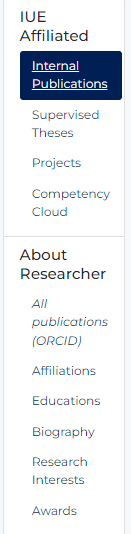 IUE
Affiliated
Internal
Publications
Supervised
Theses
Projects
Competency
Cloud
About
Researcher
All
publications
(ORCID)
Affiliations
Educations
Biography
Research
Interests
Awards